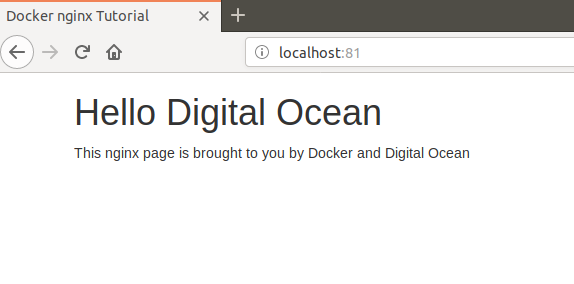 Docker nginx Tutorial
localhost:81
Hello Digital Ocean
This nginx page is brought to you by Docker and Digital Ocean